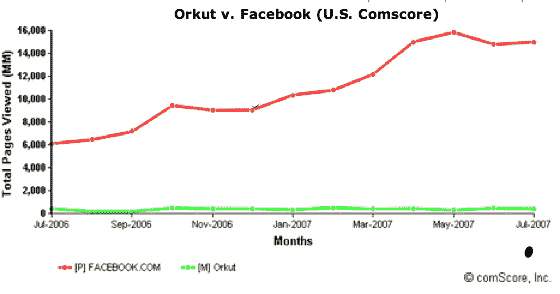 Orkut v. Facebook (U.S. Comscore)
Total Pages Viewed (MM)
16,000
14,000
12,000
10,000
8,000
6,000
4,000
2,000
0
Jul-2006 Sep-2006 Nov-2006 Jan-2007 Mar-2007 May-2007 Jul-2007
Months
[P] FACEBOOK.COM [M] Orkut
© comScore, Inc.